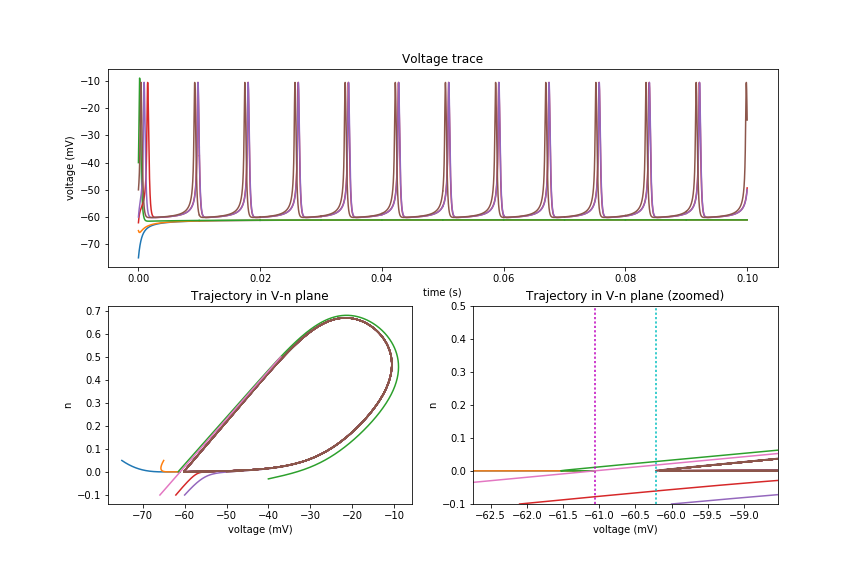 Voltage trace
voltage (mV)
−10
−20
−30
−40
−50
−60
−70
0.00 0.02 0.04 0.06 0.08 0.10
time (s)
Trajectory in V-n plane
n
0.7
0.6
0.5
0.4
0.3
0.2
0.1
0.0
−0.1
−70 −60 −50 −40 −30 −20 −10
voltage (mV)
Trajectory in V-n plane (zoomed)
n
0.5
0.4
0.3
0.2
0.1
0.0
−0.1
−62.5 −62.0 −61.5 −61.0 −60.5 −60.0 −59.5 −59.0
voltage (mV)